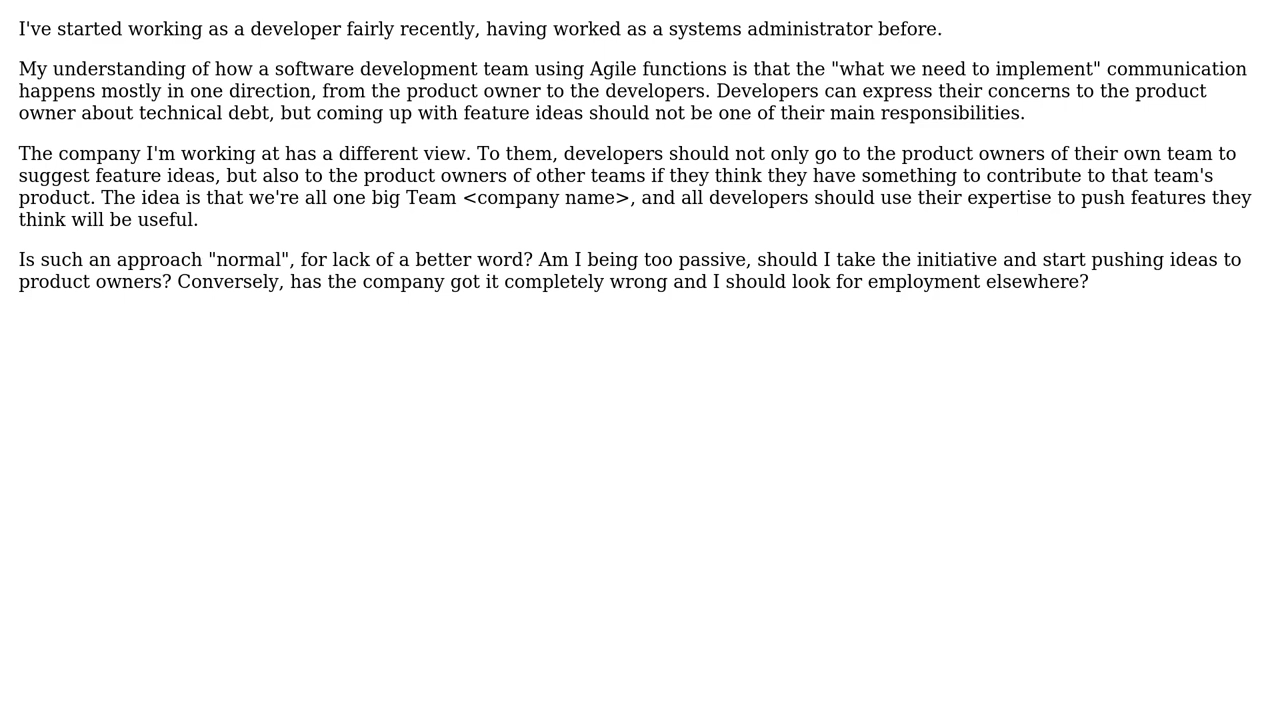 I've started working as a developer fairly recently, having worked as a systems administrator before.
My understanding of how a software development team using Agile functions is that the "what we need to implement" communication
happens mostly in one direction, from the product owner to the developers. Developers can express their concerns to the product
owner about technical debt, but coming up with feature ideas should not be one of their main responsibilities.
The company I'm working at has a different view. To them, developers should not only go to the product owners of their own team to
suggest feature ideas, but also to the product owners of other teams if they think they have something to contribute to that team's
product. The idea is that we're all one big Team <company name>, and all developers should use their expertise to push features they
think will be useful.
Is such an approach "normal", for lack of a better word? Am I being too passive, should I take the initiative and start pushing ideas to
product owners? Conversely, has the company got it completely wrong and I should look for employment elsewhere?